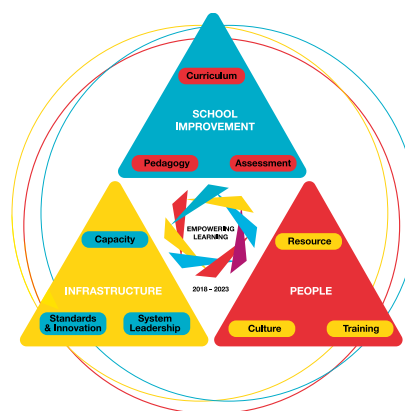 Curriculum
SCHOOL
IMPROVEMENT
Pedagogy
Assessment
EMPOWERING
LEARNING
2018 – 2023
Capacity
INFRASTRUCTURE
Standards
& Innovation
System
Leadership
Resource
PEOPLE
Culture
Training